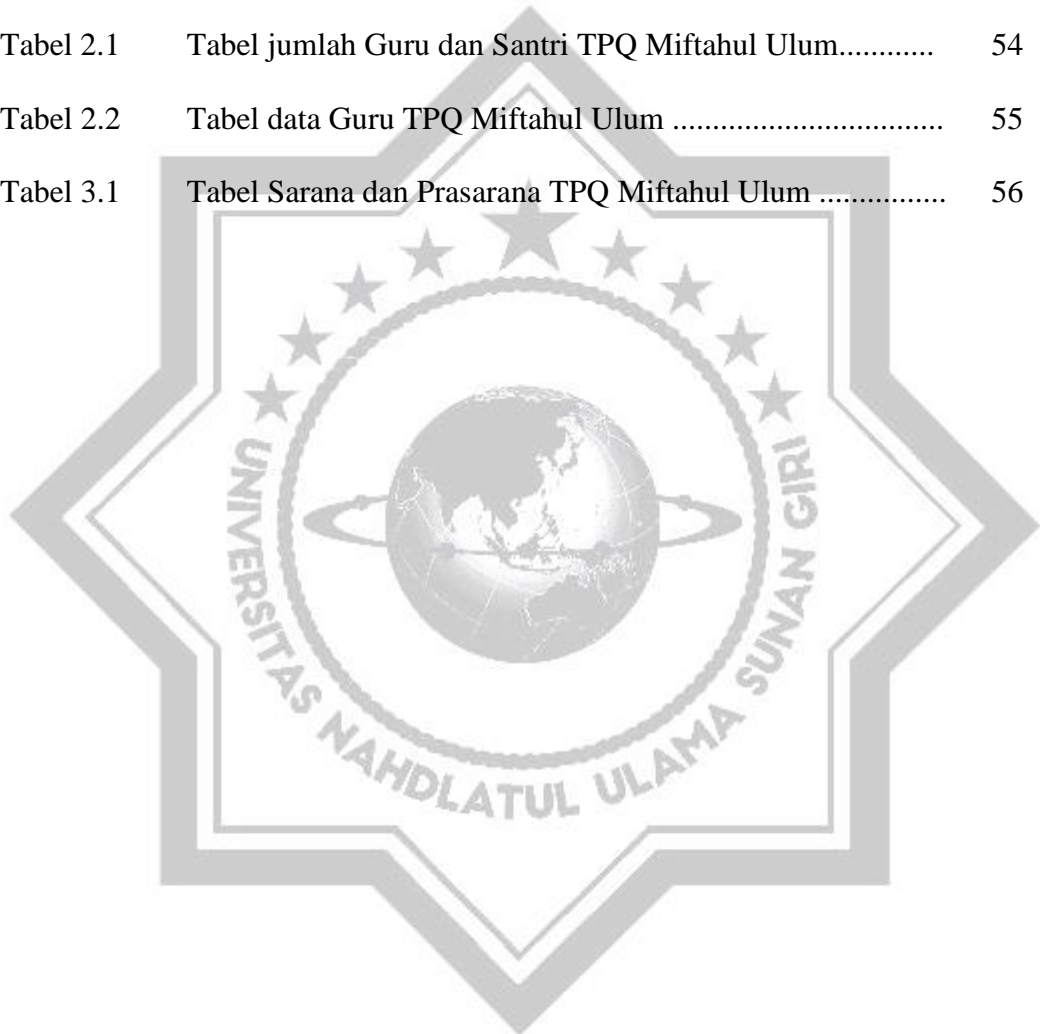 Tabel 2.1 Tabel jumlah Guru dan Santri TPQ Miftahul Ulum............ 54
Tabel 2.2 Tabel data Guru TPQ Miftahul Ulum .................................. 55
Tabel 3.1 Tabel Sarana dan Prasarana TPQ Miftahul Ulum ................ 56
UNIVERSITAS NAHDLATUL ULAMA SUNAN GIRI